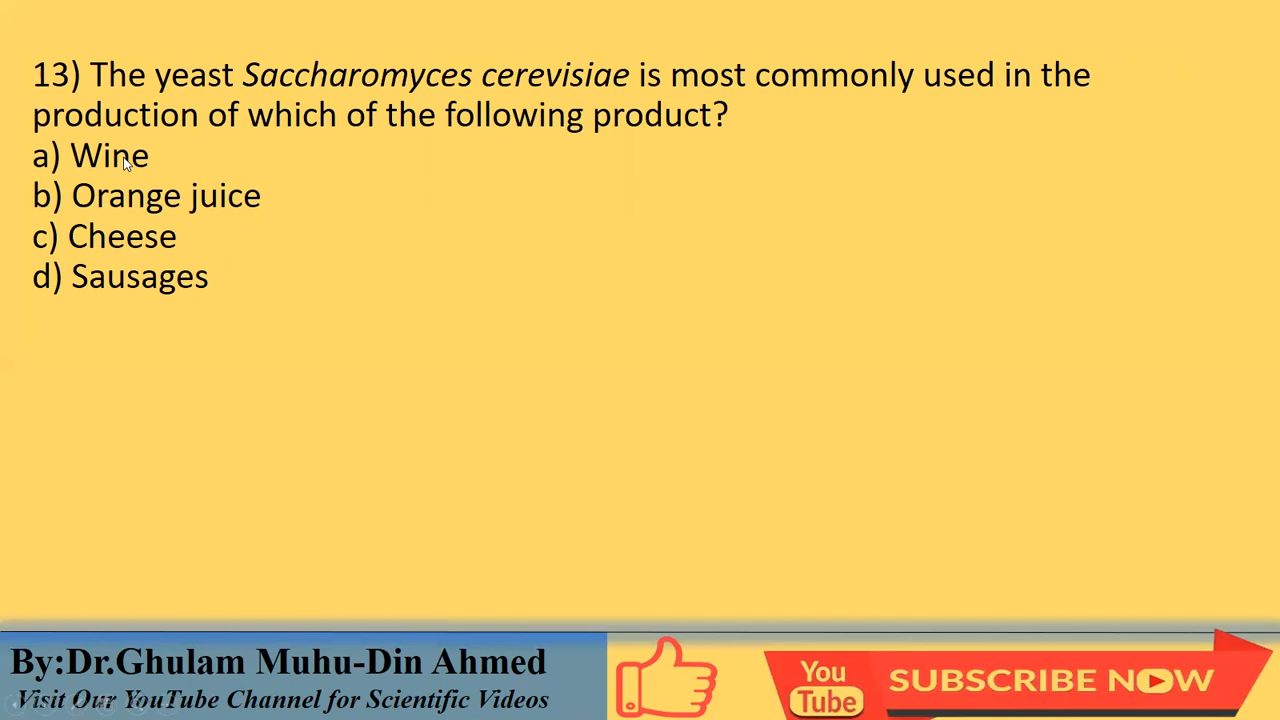 13) The yeast Saccharomyces cerevisiae is most commonly used in the
production of which of the following product?
a) Wine
b) Orange juice
c) Cheese
d) Sausages
By:Dr.Ghulam Muhu-Din Ahmed
Visit Our YouTube Channel for Scientific Videos
You
Tube
SUBSCRIBE NOW